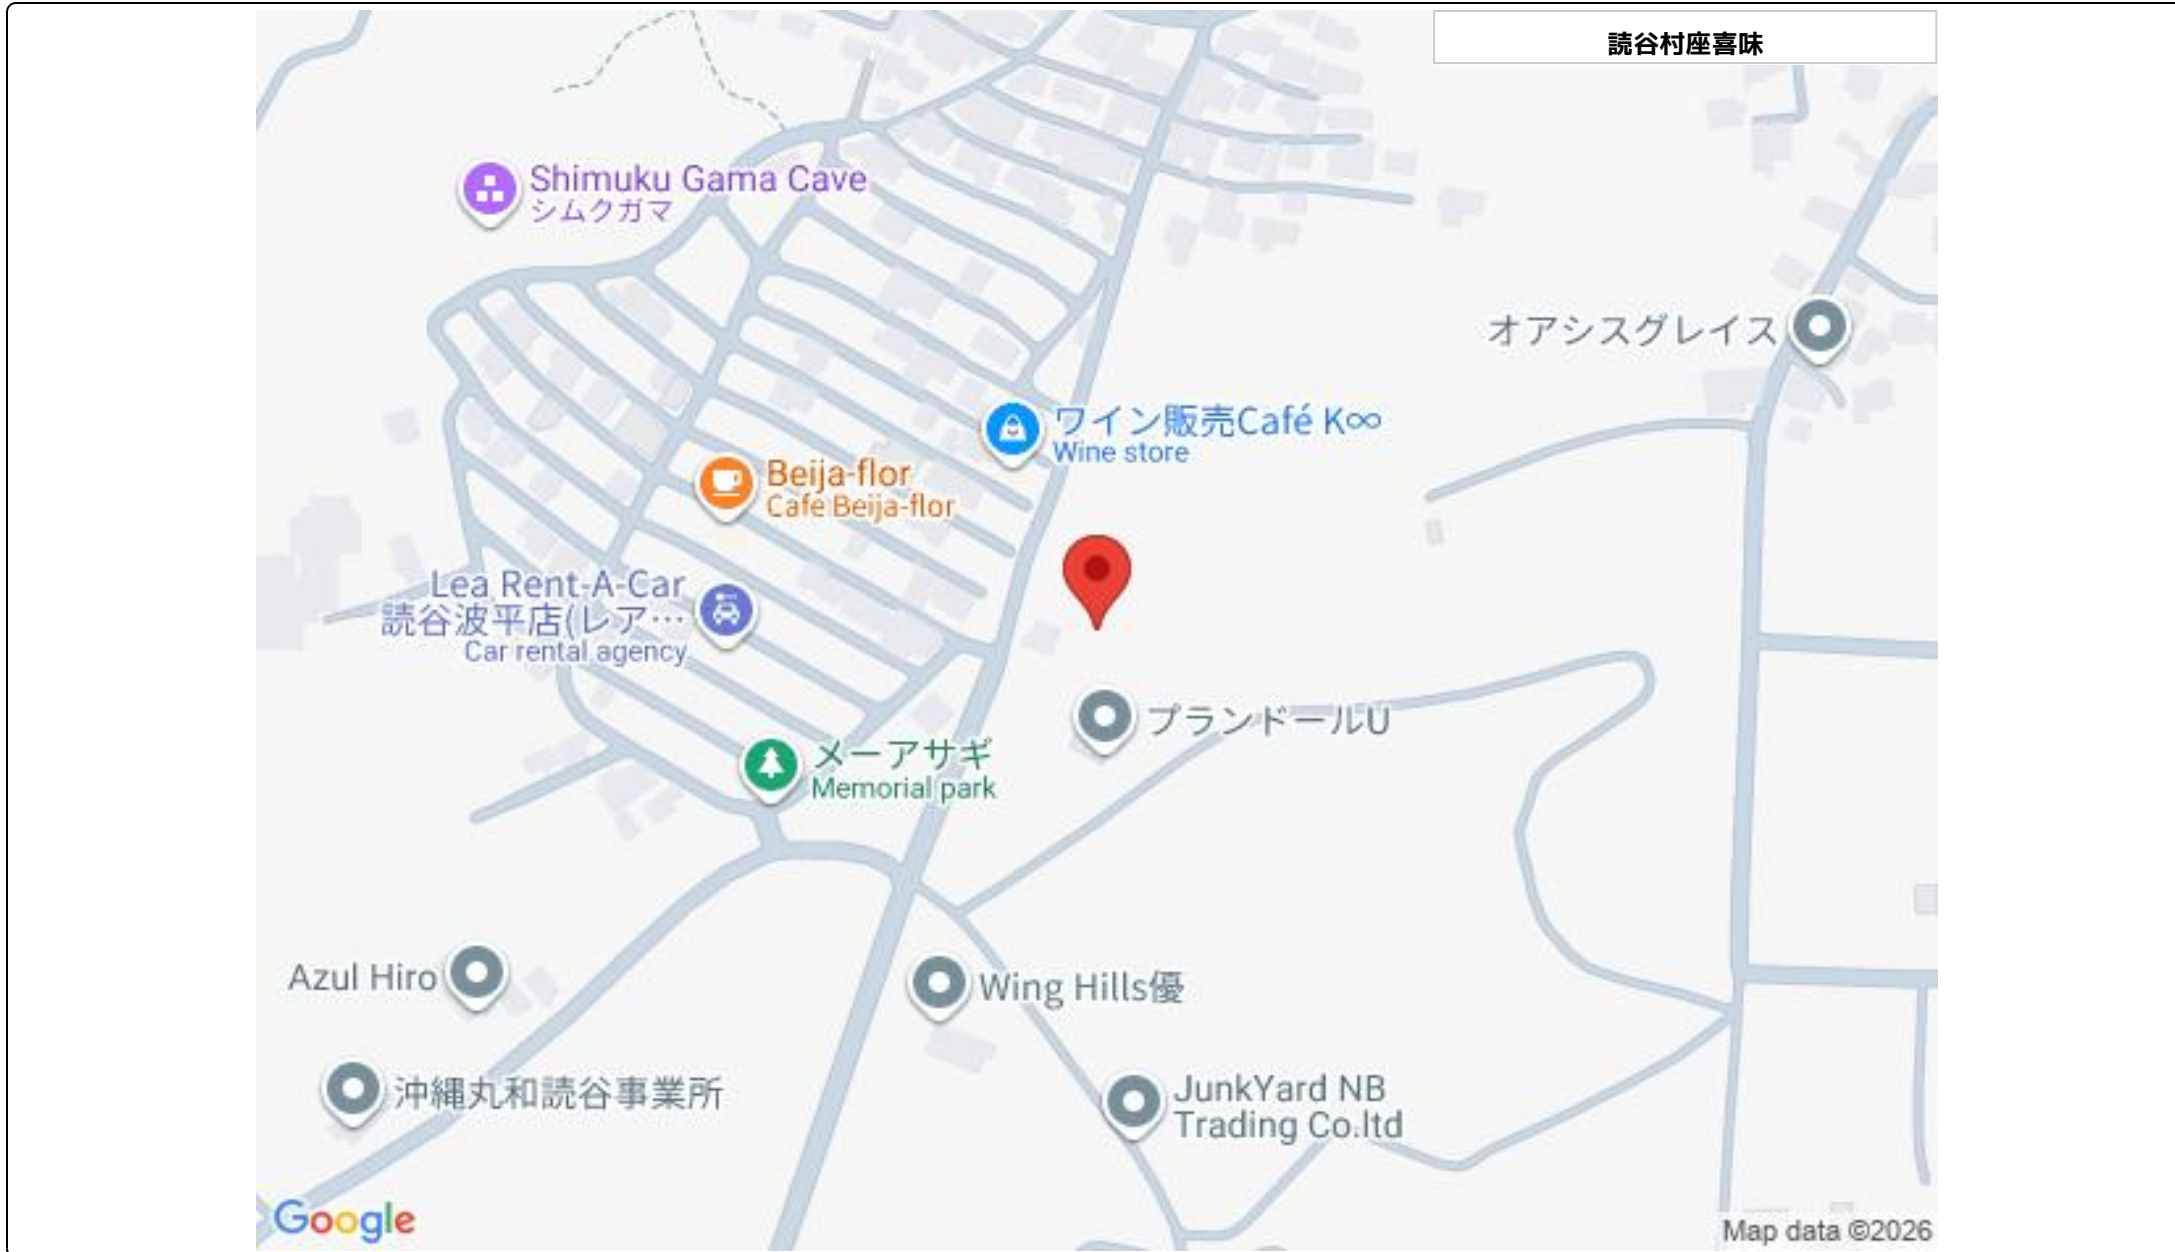 読谷村座喜味
Shimuku Gama Cave
シムクガマ
オアシスグレイス
ワイン販売Café K∞
Wine store
Beija-flor
Café Beija-flor
Lea Rent-A-Car
読谷波平店(レア…
Car rental agency
プランドールU
メーアサギ
Memorial park
Azul Hiro
Wing Hills優
沖縄丸和読谷事業所
JunkYard NB
Trading Co.ltd
Google
Map data ©2026